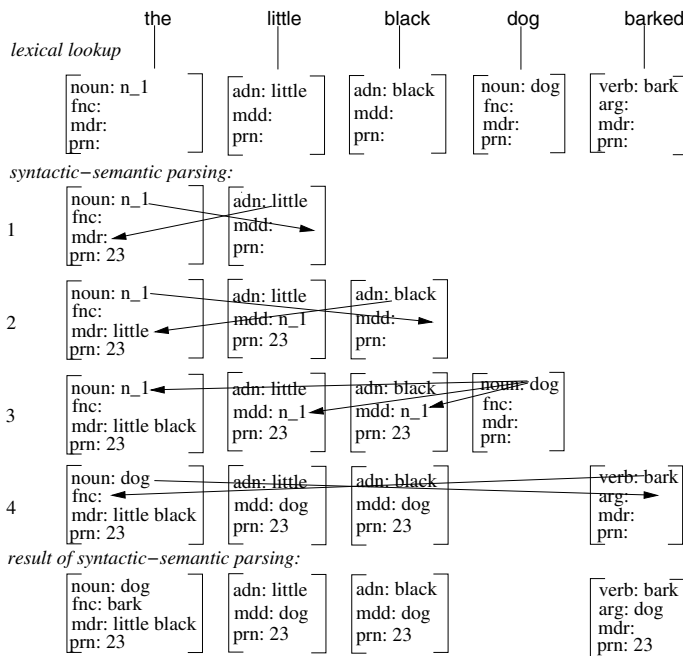 the little black dog barked
lexical lookup
noun: n_1 adn: little adn: black noun: dog verb: bark
fnc: mdd: mdd: fnc: arg:
mdr: prn: prn: mdr: mdr:
prn: prn: prn:
syntactic−semantic parsing:
noun: n_1 adn: little
fnc: mdd:
1 mdr: prn:
prn: 23
noun: n_1 adn: little adn: black
2 fnc: mdd: n_1 mdd:
mdr: little prn: 23 prn:
prn: 23
noun: n_1 adn: little adn: black noun: dog
fnc: mdd: n_1 mdd: n_1 fnc:
3 mdr: little black prn: 23 prn: 23 mdr:
prn: 23 prn:
noun: dog adn: little adn: black verb: bark
fnc: mdd: dog mdd: dog arg:
4 mdr: little black prn: 23 prn: 23 mdr:
prn: 23 prn:
result of syntactic−semantic parsing:
noun: dog adn: little adn: black verb: bark
fnc: bark mdd: dog mdd: dog arg: dog
mdr: little black prn: 23 prn: 23 mdr:
prn: 23 prn: 23